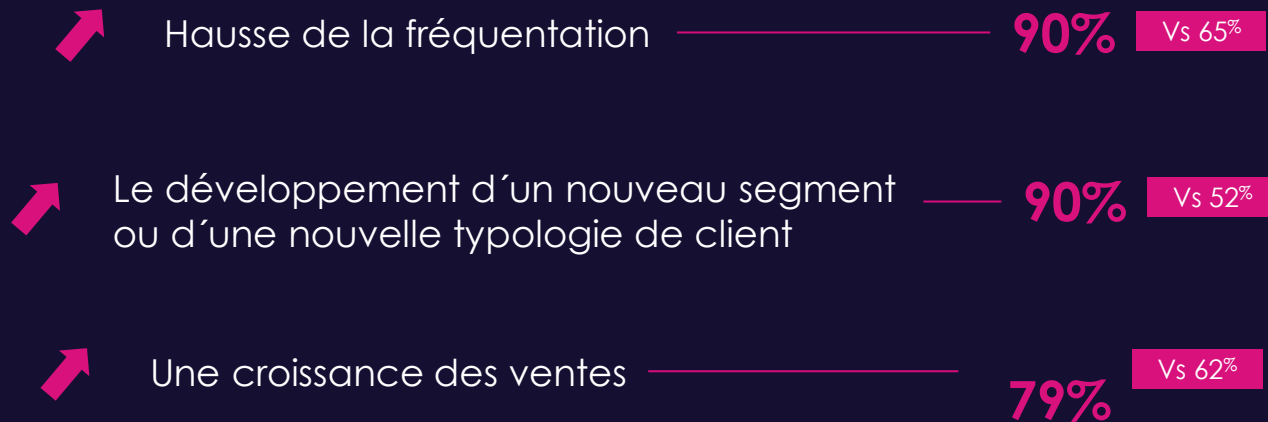 Hausse de la fréquentation 90% Vs 65%
Le développement d´un nouveau segment
ou d´une nouvelle typologie de client 90% Vs 52%
Une croissance des ventes 79% Vs 62%